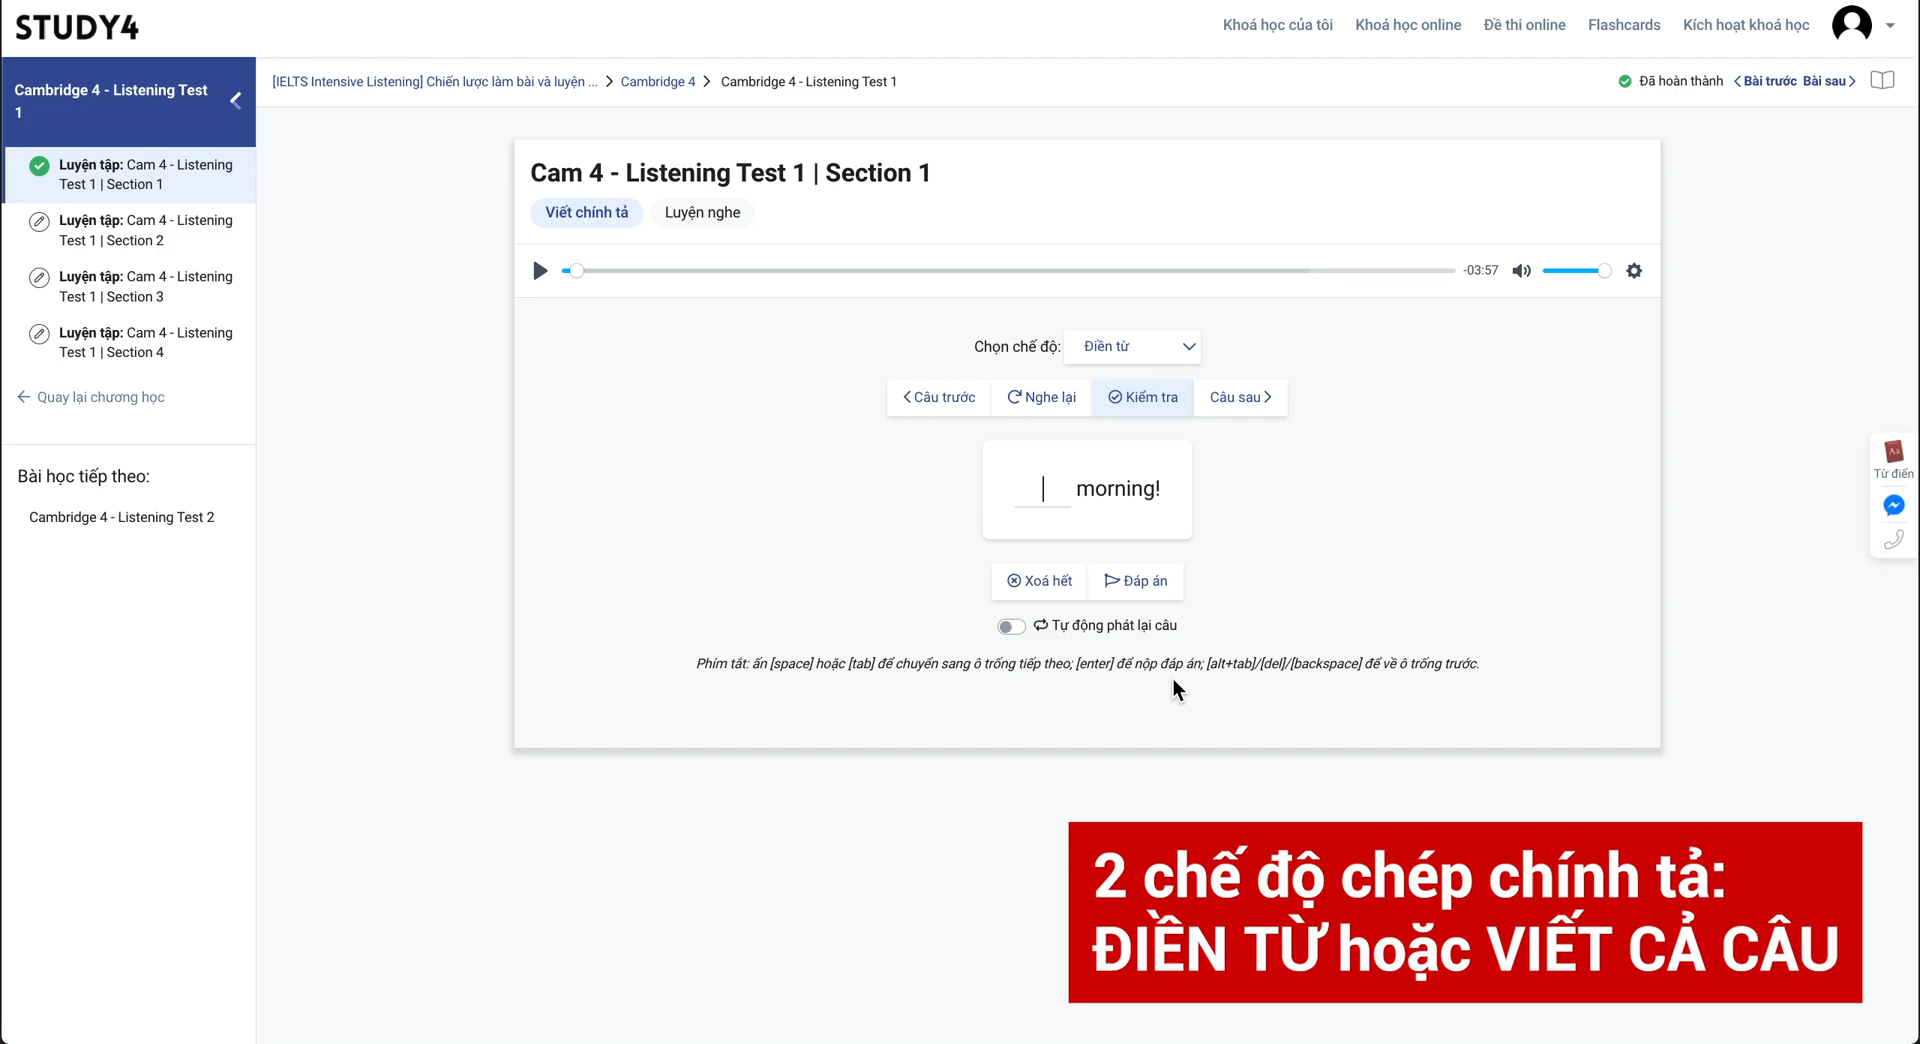 STUDY4
Khoá học của tôi
Khoá học online
Đề thi online
Flashcards
Kích hoạt khoá học
Cambridge 4 - Listening Test
1
[IELTS Intensive Listening] Chiến lược làm bài và luyện ...
Cambridge 4
Cambridge 4 - Listening Test 1
Đã hoàn thành
Bài trước
Bài sau
Luyện tập: Cam 4 - Listening
Test 1 | Section 1
Luyện tập: Cam 4 - Listening
Test 1 | Section 2
Luyện tập: Cam 4 - Listening
Test 1 | Section 3
Luyện tập: Cam 4 - Listening
Test 1 | Section 4
Quay lại chương học
Bài học tiếp theo:
Cambridge 4 - Listening Test 2
Cam 4 - Listening Test 1 | Section 1
Viết chính tả
Luyện nghe
-03:57
Chọn chế độ:
Điền từ
Câu trước
Nghe lại
Kiểm tra
Câu sau
morning!
Xoá hết
Đáp án
Tự động phát lại câu
Phím tắt: ấn [space] hoặc [tab] để chuyển sang ô trống tiếp theo; [enter] để nộp đáp án; [alt+tab]/[del]/[backspace] để về ô trống trước.
Aa
Từ điển
2 chế độ chép chính tả:
ĐIỀN TỪ hoặc VIẾT CẢ CÂU